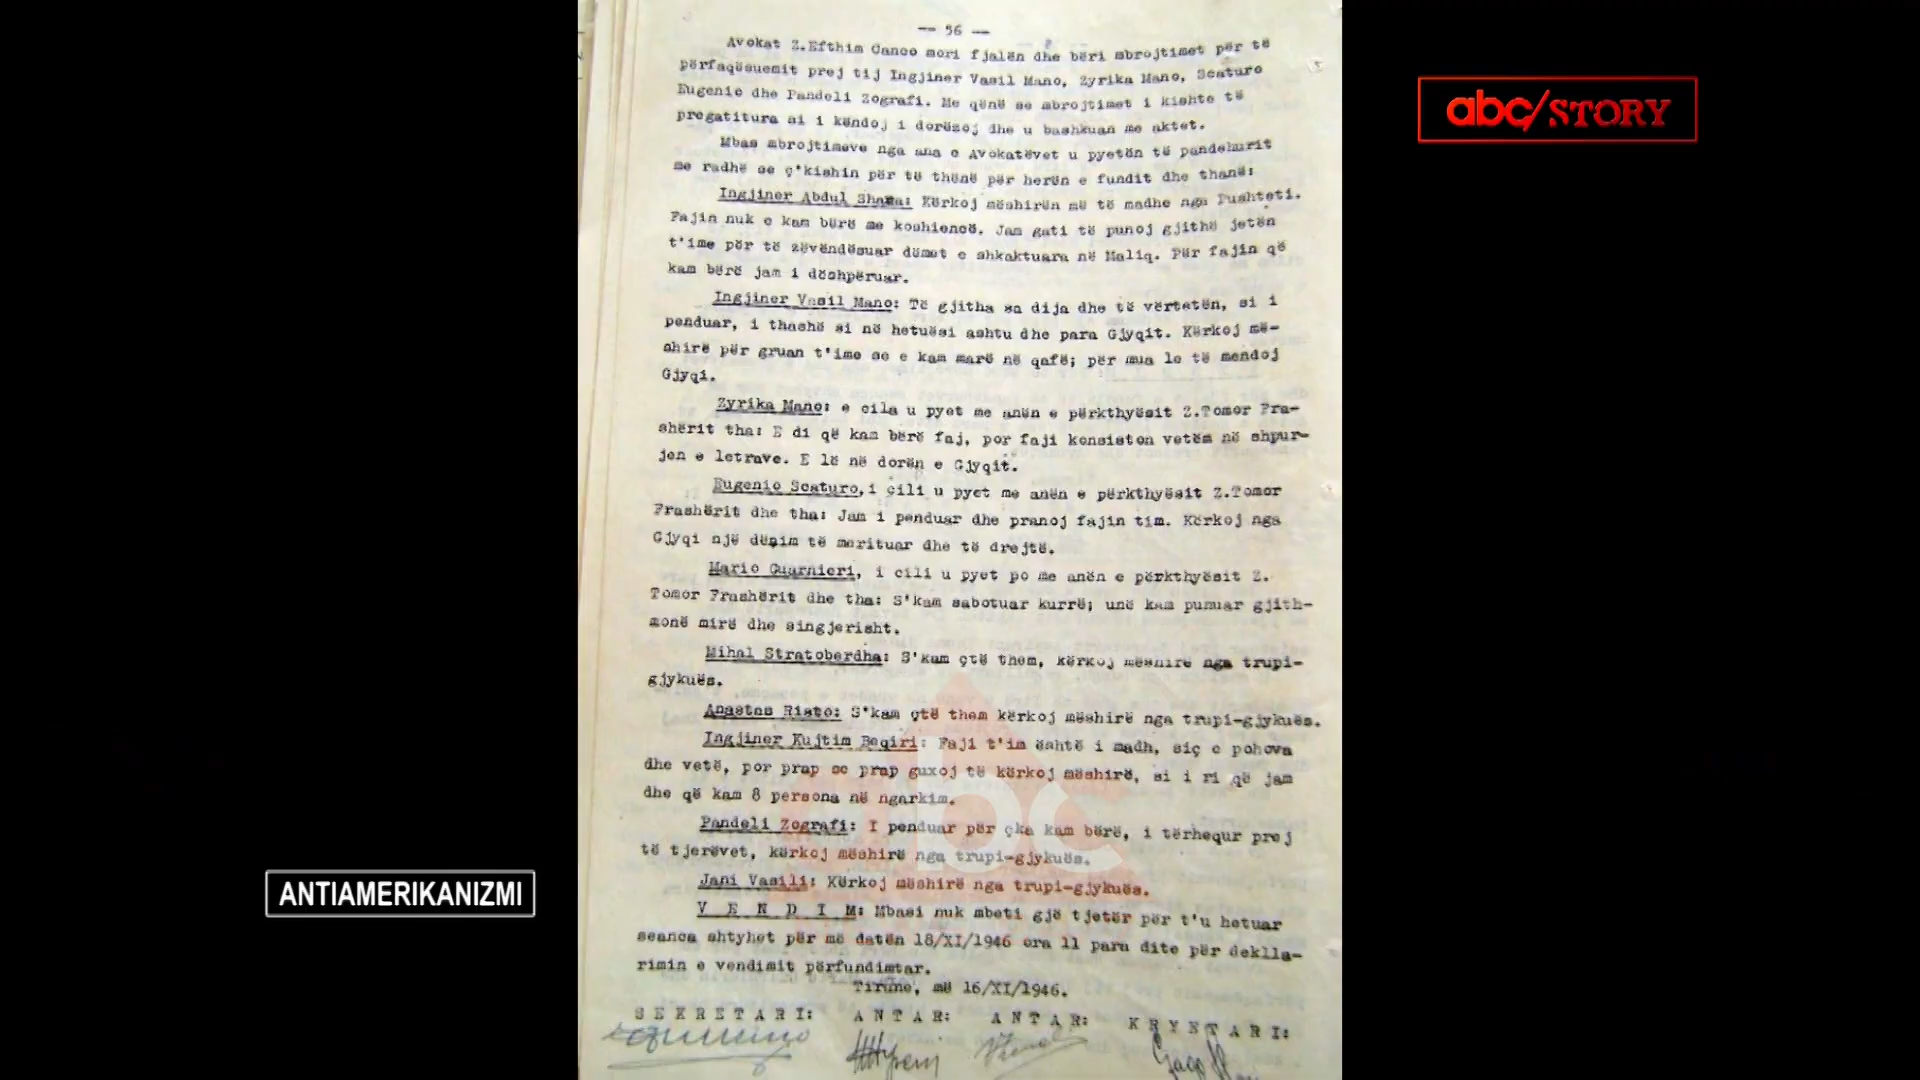 -- 56 --
Avokat Z.Efthim Canco mori fjalën dhe bëri mbrojtimet për të
përfaqësuemit prej tij Ingjiner Vasil Mano, Zyrika Mano, Scaturo
Eugenio dhe Pandeli Zografi. Me qënë se mbrojtimet i kishte të
pregatitura si i këndoj i dorëzoj dhe u bashkuan me aktet.
Mbas mbrojtimeve nga ana e Avokatëvet u pyetën të pandehurit
me radhë se ç'kishin për të thënë për herën e fundit dhe thanë:
Ingjiner Abdul Shara: Kërkoj mëshirën më të madhe nga Pushteti.
Fajin nuk e kam bërë me koshiencë. Jam gati të punoj gjithë jetën
t'ime për të zëvëndësuar dëmet e shkaktuara në Maliq. Për fajin që
kam bërë jam i dëshpëruar.
Ingjiner Vasil Mano: Të gjitha sa dija dhe të vërtetën, si i
penduar, i thashë si në hetuësi ashtu dhe para Gjyqit. Kërkoj më-
shirë për gruan t'ime se e kam marë në qafë; për mua le të mendoj
Gjyqi.
Zyrika Mano: e cila u pyet me anën e përkthyësit Z.Tomor Fra-
shërit tha: E di që kam bërë faj, por faji konsiston vetëm në shpur-
jen e letrave. E lë në dorën e Gjyqit.
Eugenio Scaturo,i çili u pyet me anën e përkthyësit Z.Tomor
Frashërit dhe tha: Jam i penduar dhe pranoj fajin tim. Kërkoj nga
Gjyqi një dënim të merituar dhe të drejtë.
Mario Guarnieri, i cili u pyet po me anën e përkthyësit Z.
Tomor Frashërit dhe tha: S'kam sabotuar kurrë; unë kam punuar gjith-
monë mirë dhe singjerisht.
Mihal Stratoberdha: S'kam çtë them, kërkoj mëshirë nga trupi-
gjykuës.
Anastas Risto: S'kam çtë them kërkoj mëshirë nga trupi-gjykuës.
Ingjiner Kujtim Beqiri: Faji t'im është i madh, siç e pohova
dhe vetë, por prap se prap guxoj të kërkoj mëshirë, si i ri që jam
dhe që kam 8 persona në ngarkim.
Pandeli Zografi: I penduar për çka kam bërë, i tërhequr prej
të tjerëvet, kërkoj mëshirë nga trupi-gjykuës.
Jani Vasili: Kërkoj mëshirë nga trupi-gjykuës.
V E N D I M: Mbasi nuk mbeti gjë tjetër për t'u hetuar
seanca shtyhet për më datën 18/XI/1946 ora 11 para dite për deklla-
rimin e vendimit përfundimtar.
Tirane, më 16/XI/1946.
SEKRETARI: ANTAR: ANTAR: KRYETARI:
abc/STORY
ANTIAMERIKANIZMI
abc